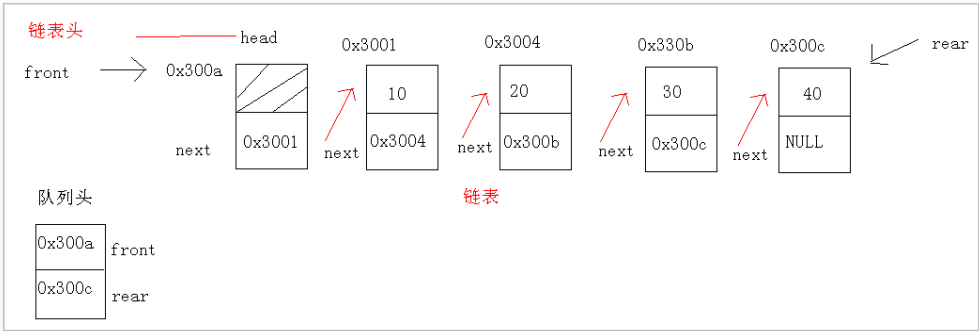 链表头
head
0x3001
0x3004
0x330b
0x300c
rear
front
0x300a
10
20
30
40
next
0x3001
next
0x3004
next
0x300b
next
0x300c
next
NULL
链表
队列头
0x300a
front
0x300c
rear